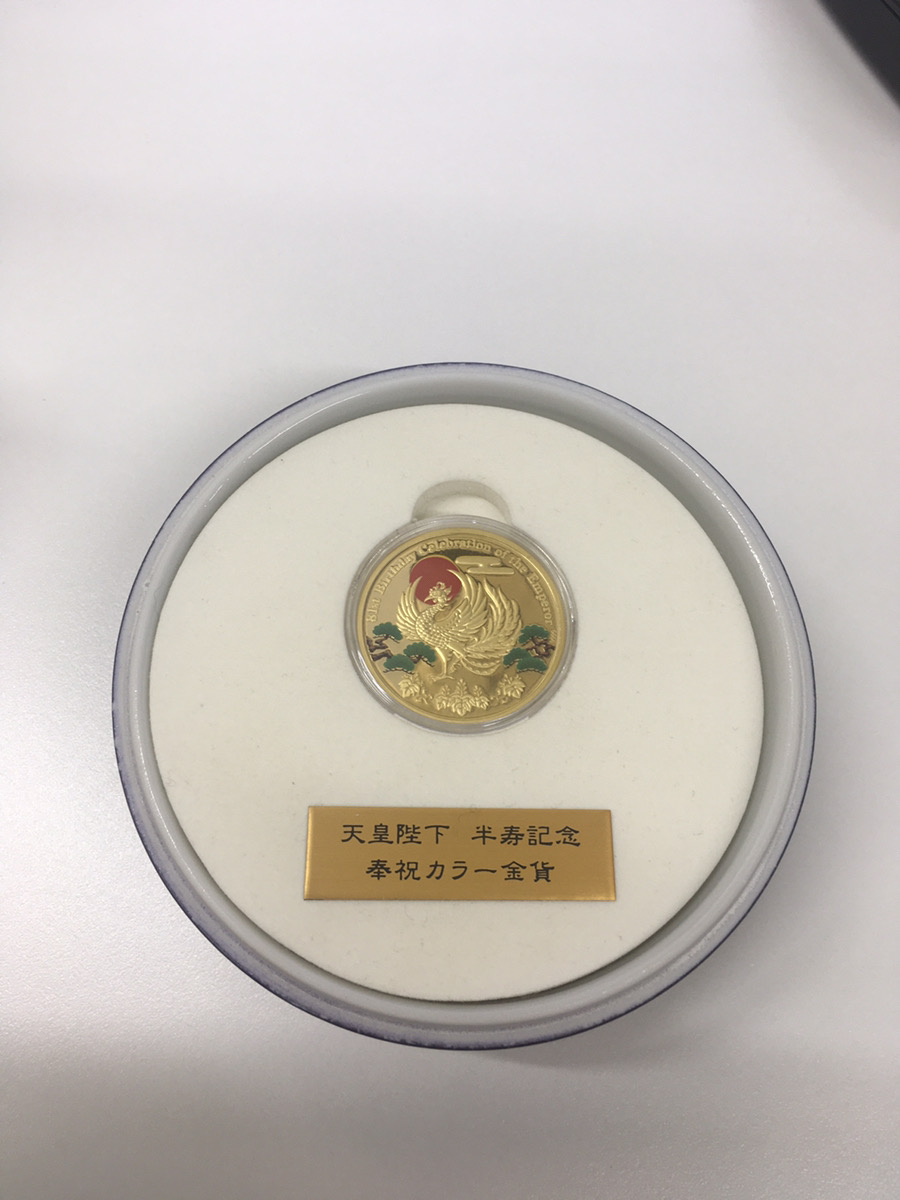 81st Birthday Celebration of the Emperor
天皇陛下 半寿記念
奉祝カラー金貨